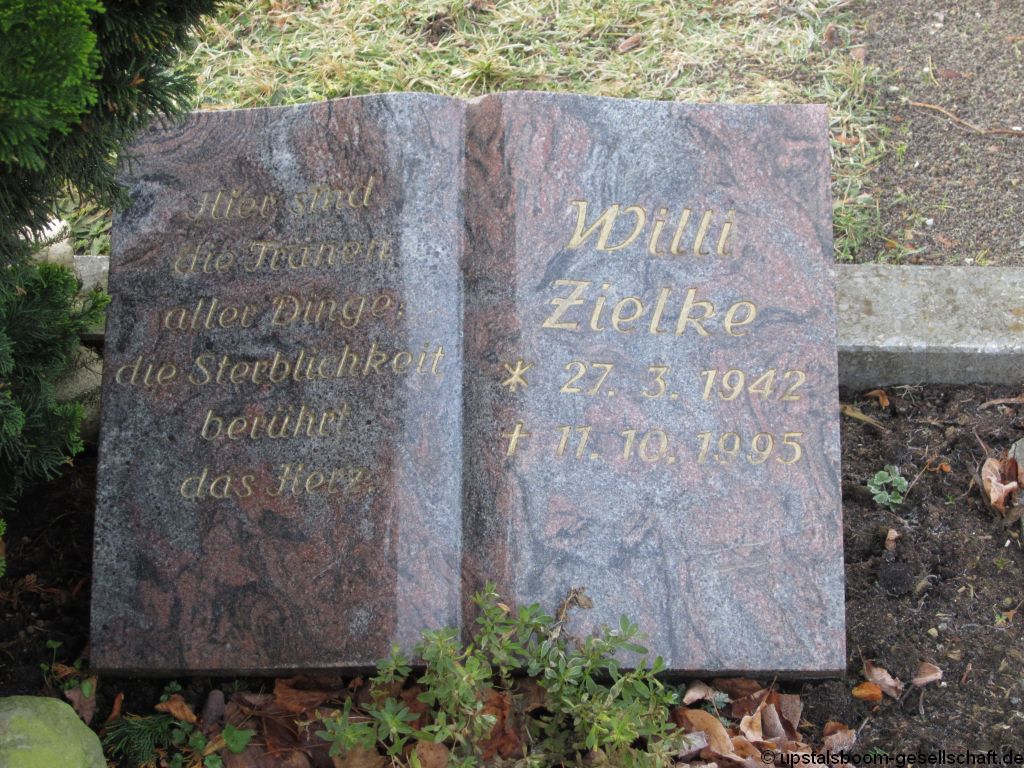 Hier sind
die Tränen
aller Dinge;
die Sterblichkeit
berührt
das Herz.
Willi
Zielke
* 27. 3. 1942
† 11. 10. 1995
© upstalsboom-gesellschaft.de